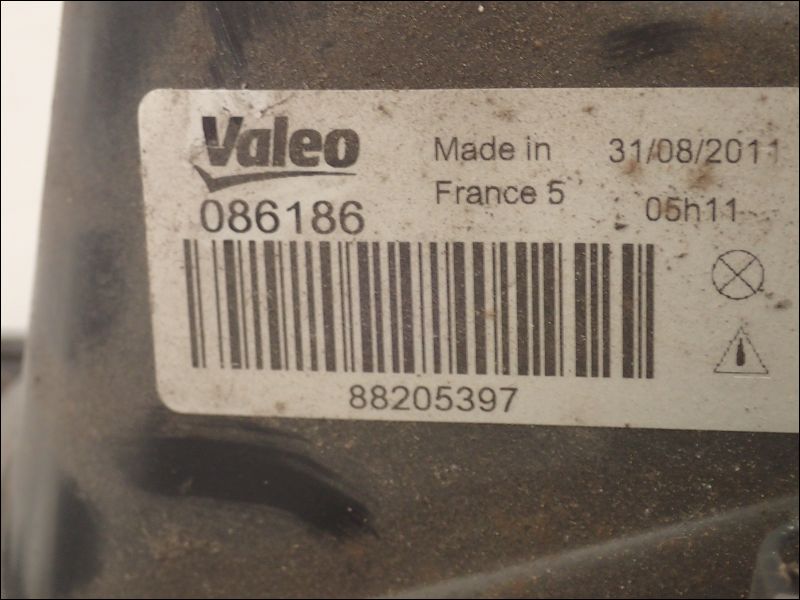 Valeo
Made in
31/08/2011
France 5
05h11
086186
88205397